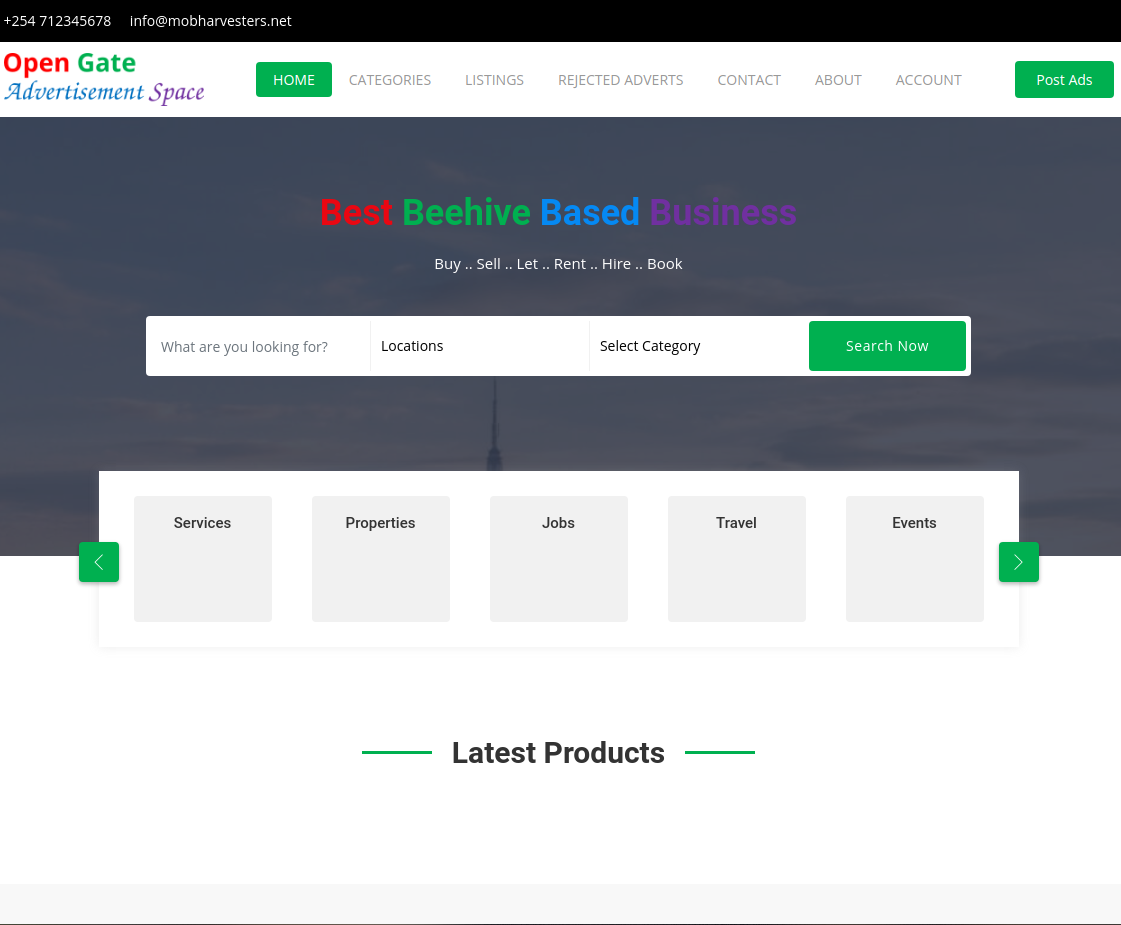 +254 712345678 info@mobharvesters.net
Open Gate
Advertisement Space
HOME CATEGORIES LISTINGS REJECTED ADVERTS CONTACT ABOUT ACCOUNT Post Ads
Best Beehive Based Business
Buy .. Sell .. Let .. Rent .. Hire .. Book
What are you looking for? Locations Select Category Search Now
Services Properties Jobs Travel Events
Latest Products